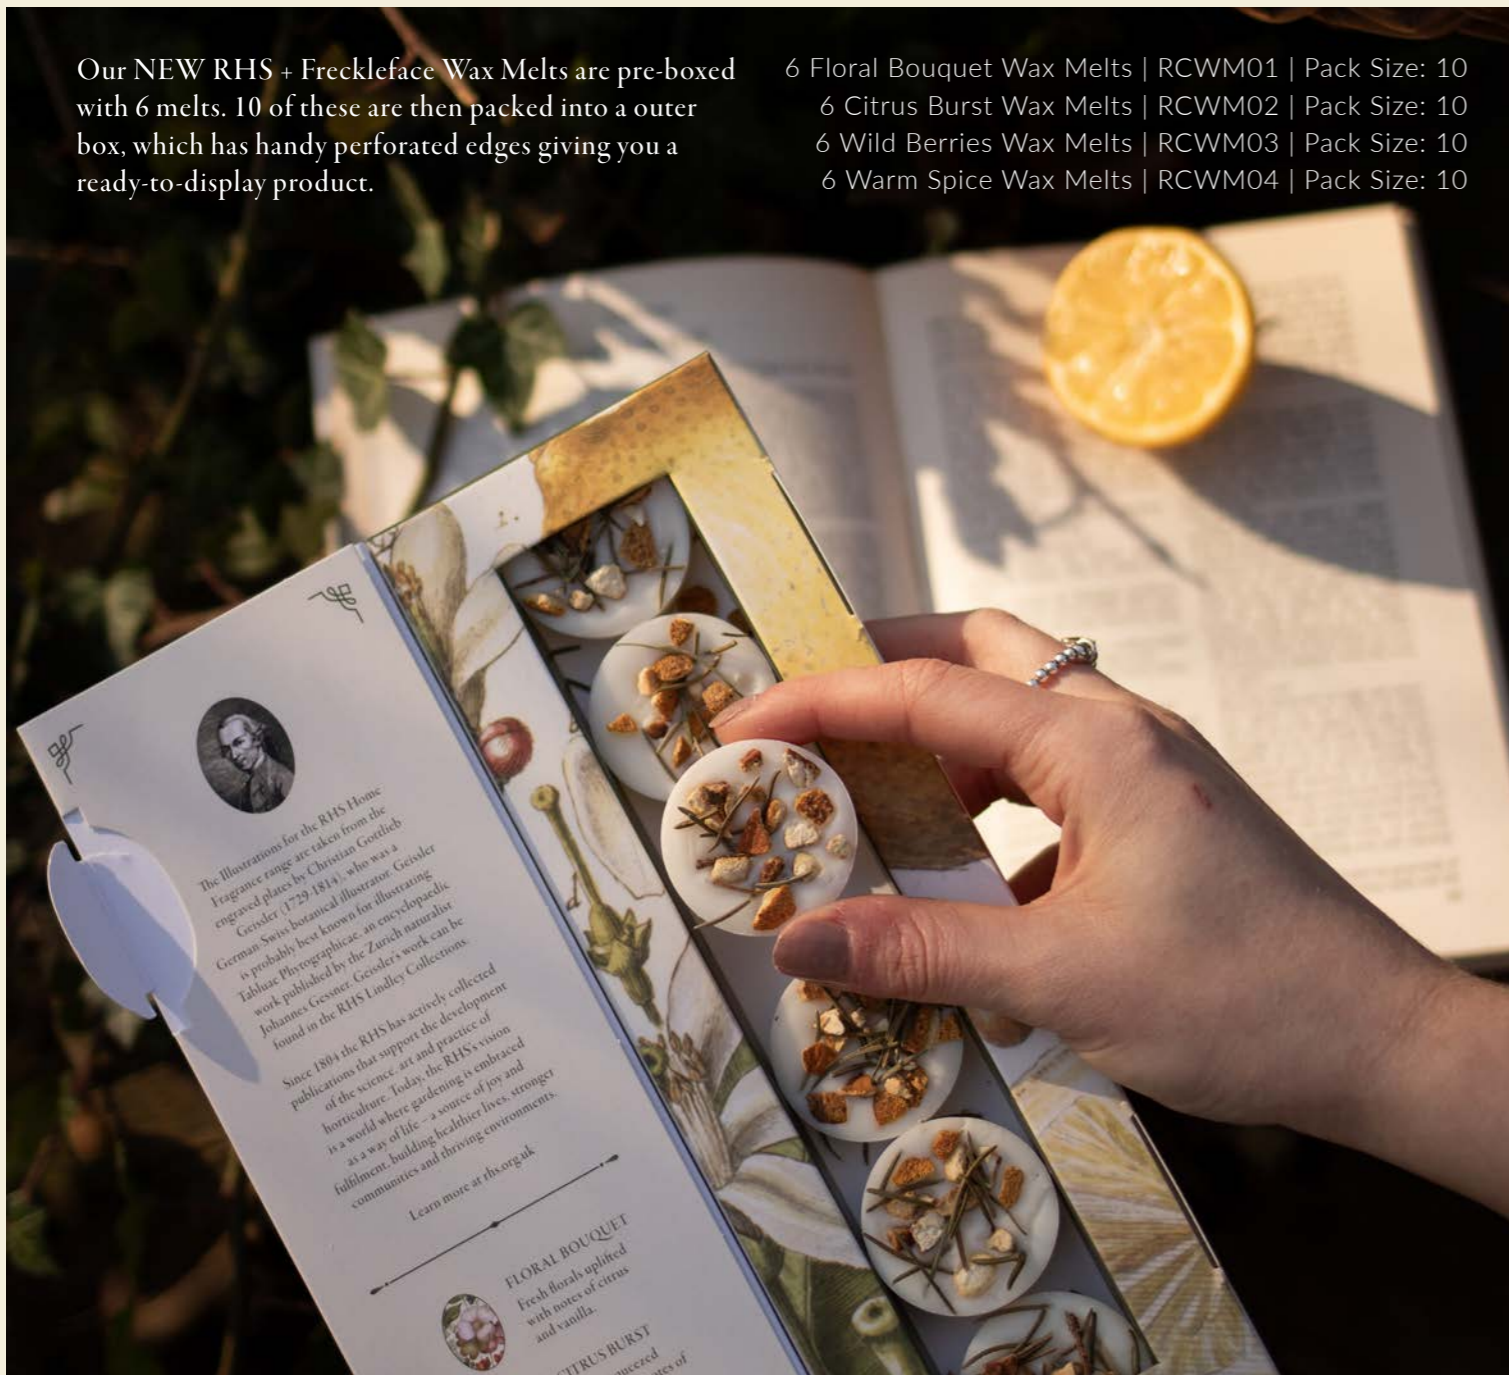 Our NEW RHS + Freckleface Wax Melts are pre-boxed
with 6 melts. 10 of these are then packed into a outer
box, which has handy perforated edges giving you a
ready-to-display product.
6 Floral Bouquet Wax Melts | RCWM01 | Pack Size: 10
6 Citrus Burst Wax Melts | RCWM02 | Pack Size: 10
6 Wild Berries Wax Melts | RCWM03 | Pack Size: 10
6 Warm Spice Wax Melts | RCWM04 | Pack Size: 10
The Illustrations for the RHS Home
Fragrance range are taken from the
engraved plates by Christian Gottlieb
Geissler (1729-1814), who was a
German-Swiss botanical illustrator. Geissler
is probably best known for illustrating
Tabluae Phytographicae, an encyclopaedic
work published by the Zurich naturalist
Johannes Gessner. Geissler's work can be
found in the RHS Lindley Collections.
Since 1804 the RHS has actively collected
publications that support the development
of the science, art and practice of
horticulture. Today, the RHS's vision
is a world where gardening is embraced
as a way of life – a source of joy and
fulfilment, building healthier lives, stronger
communities and thriving environments.
Learn more at rhs.org.uk
FLORAL BOUQUET
Fresh florals uplifted
with notes of citrus
and vanilla.
CITRUS BURST
notes of